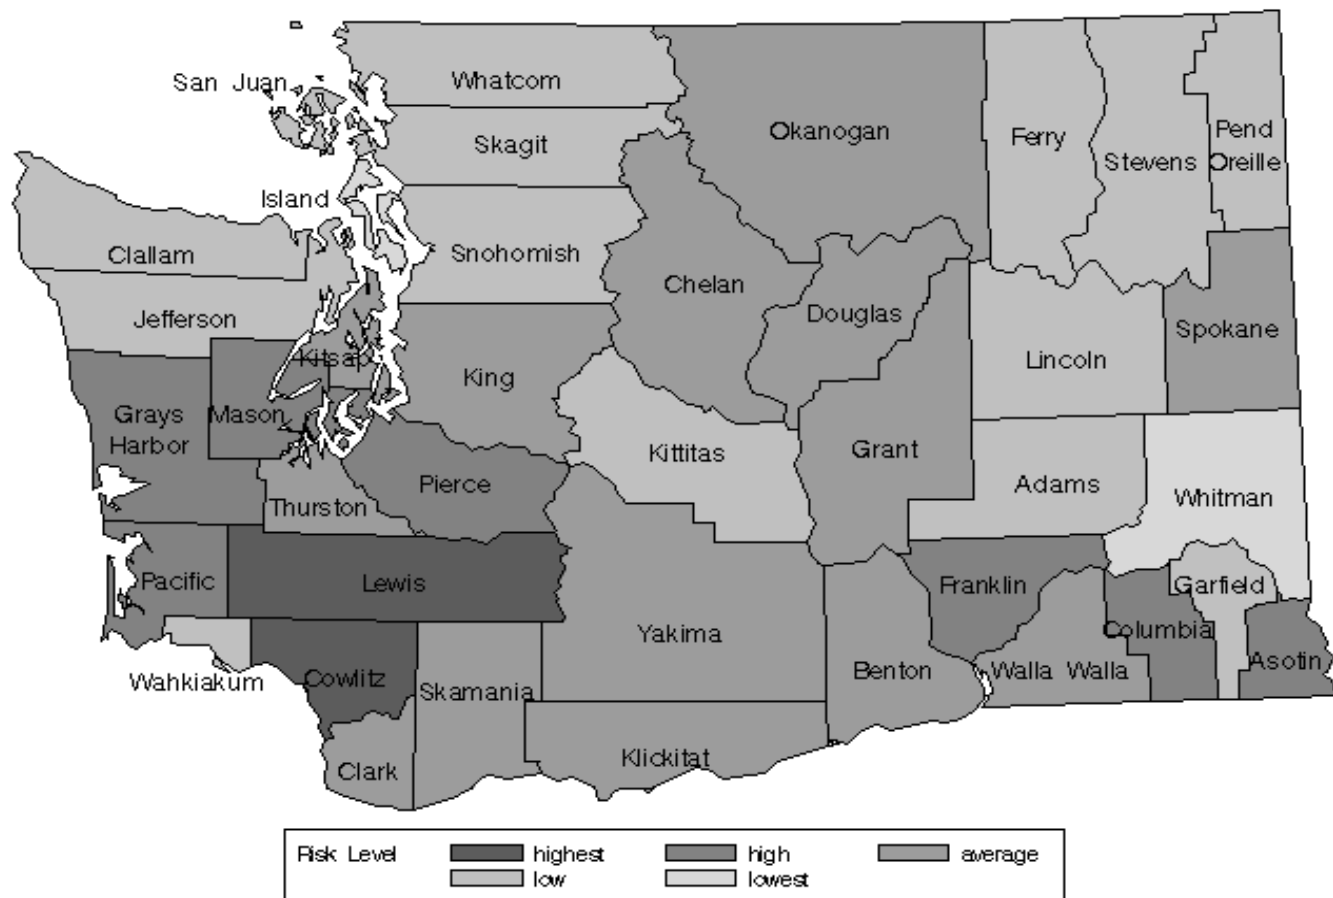 San Juan
Whatcom
Okanogan
Ferry
Pend
Oreille
Stevens
Skagit
Island
Clallam
Snohomish
Chelan
Douglas
Jefferson
Spokane
Kitsap
King
Lincoln
Grays
Harbor
Mason
Kittitas
Grant
Pierce
Adams
Whitman
Thurston
Pacific
Lewis
Franklin
Garfield
Yakima
Columbia
Wahkiakum
Cowlitz
Skamania
Benton
Walla Walla
Asotin
Klickitat
Clark
Risk Level highest high average
low lowest